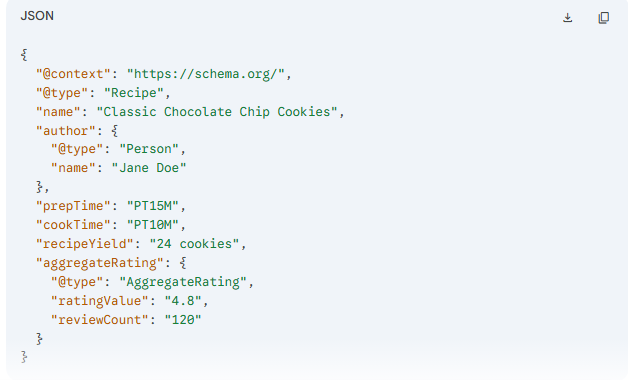 JSON
{
  "@context": "https://schema.org/",
  "@type": "Recipe",
  "name": "Classic Chocolate Chip Cookies",
  "author": {
    "@type": "Person",
    "name": "Jane Doe"
  },
  "prepTime": "PT15M",
  "cookTime": "PT10M",
  "recipeYield": "24 cookies",
  "aggregateRating": {
    "@type": "AggregateRating",
    "ratingValue": "4.8",
    "reviewCount": "120"
  }
}